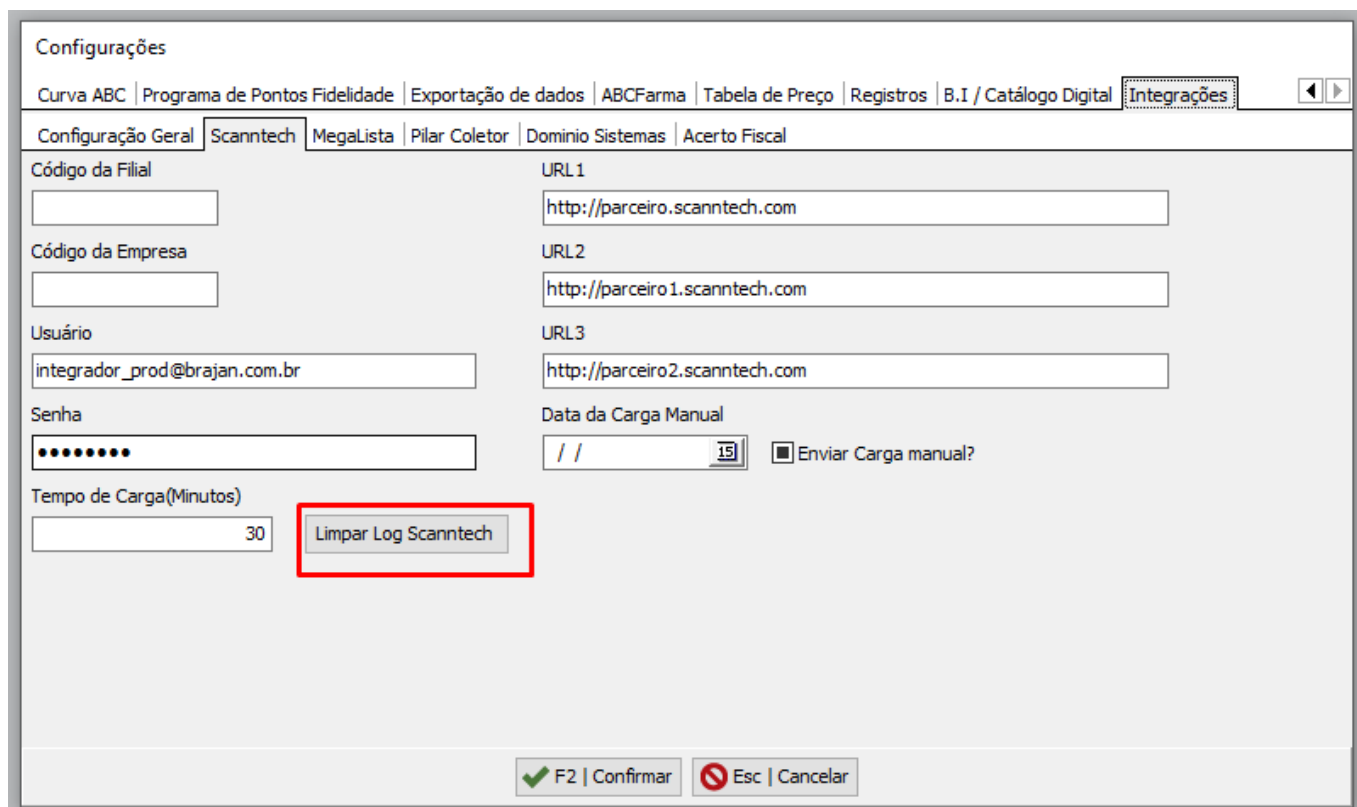 Configurações
Curva ABC Programa de Pontos Fidelidade Exportação de dados ABCFarma Tabela de Preço Registros B.I / Catálogo Digital Integrações
Configuração Geral Scanntech MegaLista Pilar Coletor Dominio Sistemas Acerto Fiscal
Código da Filial
URL1
http://parceiro.scanntech.com
Código da Empresa
URL2
http://parceiro1.scanntech.com
Usuário
integrador_prod@brajan.com.br
URL3
http://parceiro2.scanntech.com
Senha
••••••••
Data da Carga Manual
/ /
15
Enviar Carga manual?
Tempo de Carga(Minutos)
30
Limpar Log Scanntech
F2 | Confirmar
Esc | Cancelar